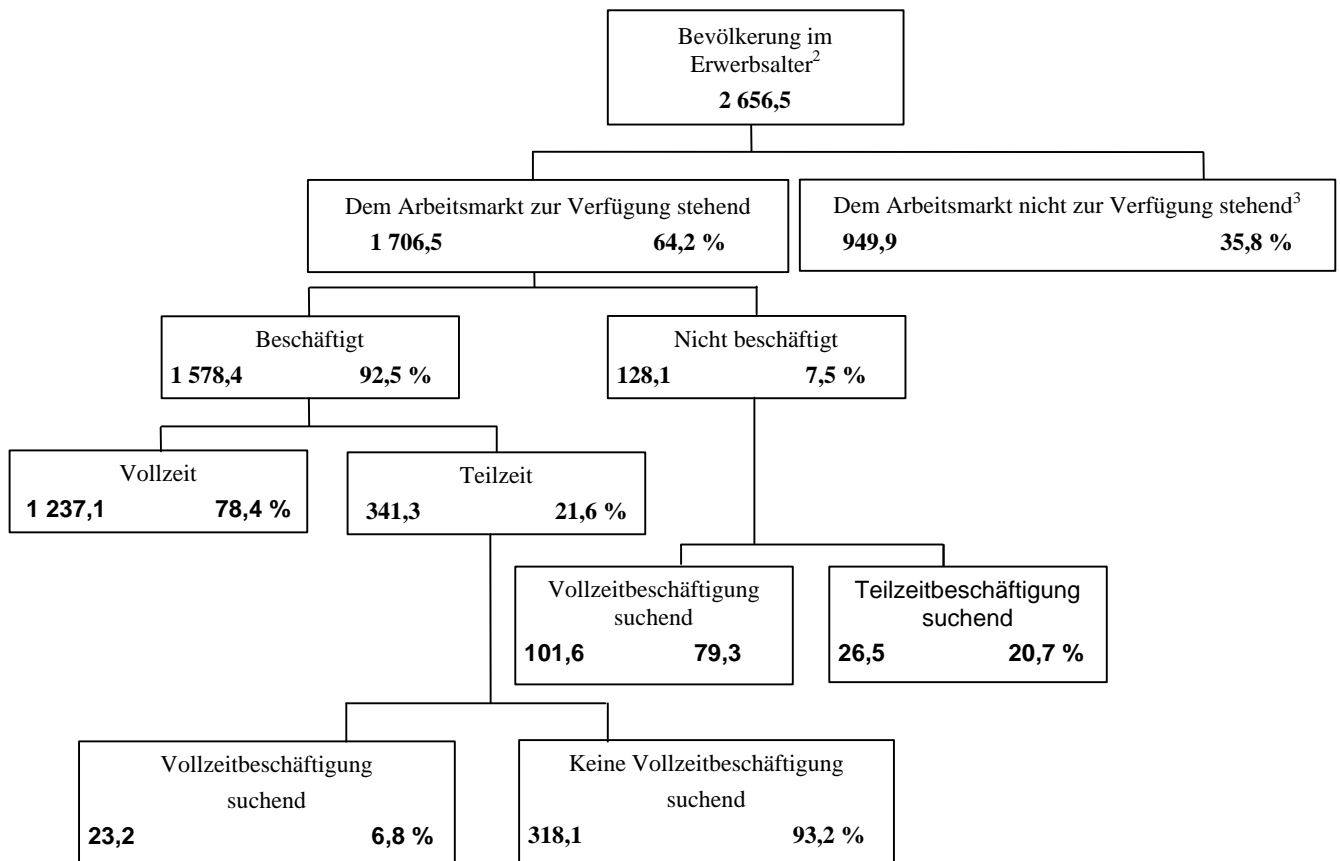 Bevölkerung im
Erwerbsalter²
2 656,5
Dem Arbeitsmarkt zur Verfügung stehend
1 706,5 64,2 %
Dem Arbeitsmarkt nicht zur Verfügung stehend³
949,9 35,8 %
Beschäftigt
1 578,4 92,5 %
Nicht beschäftigt
128,1 7,5 %
Vollzeit
1 237,1 78,4 %
Teilzeit
341,3 21,6 %
Vollzeitbeschäftigung
suchend
101,6 79,3
Teilzeitbeschäftigung
suchend
26,5 20,7 %
Vollzeitbeschäftigung
suchend
23,2 6,8 %
Keine Vollzeitbeschäftigung
suchend
318,1 93,2 %